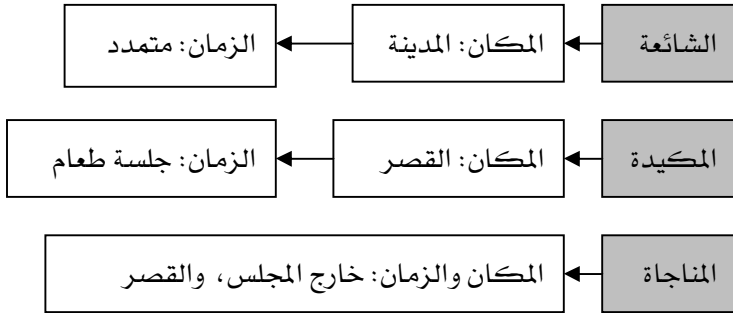 الشائعة
المكان: المدينة
الزمان: متمدد
المكيدة
المكان: القصر
الزمان: جلسة طعام
المناجاة
المكان والزمان: خارج المجلس، والقصر